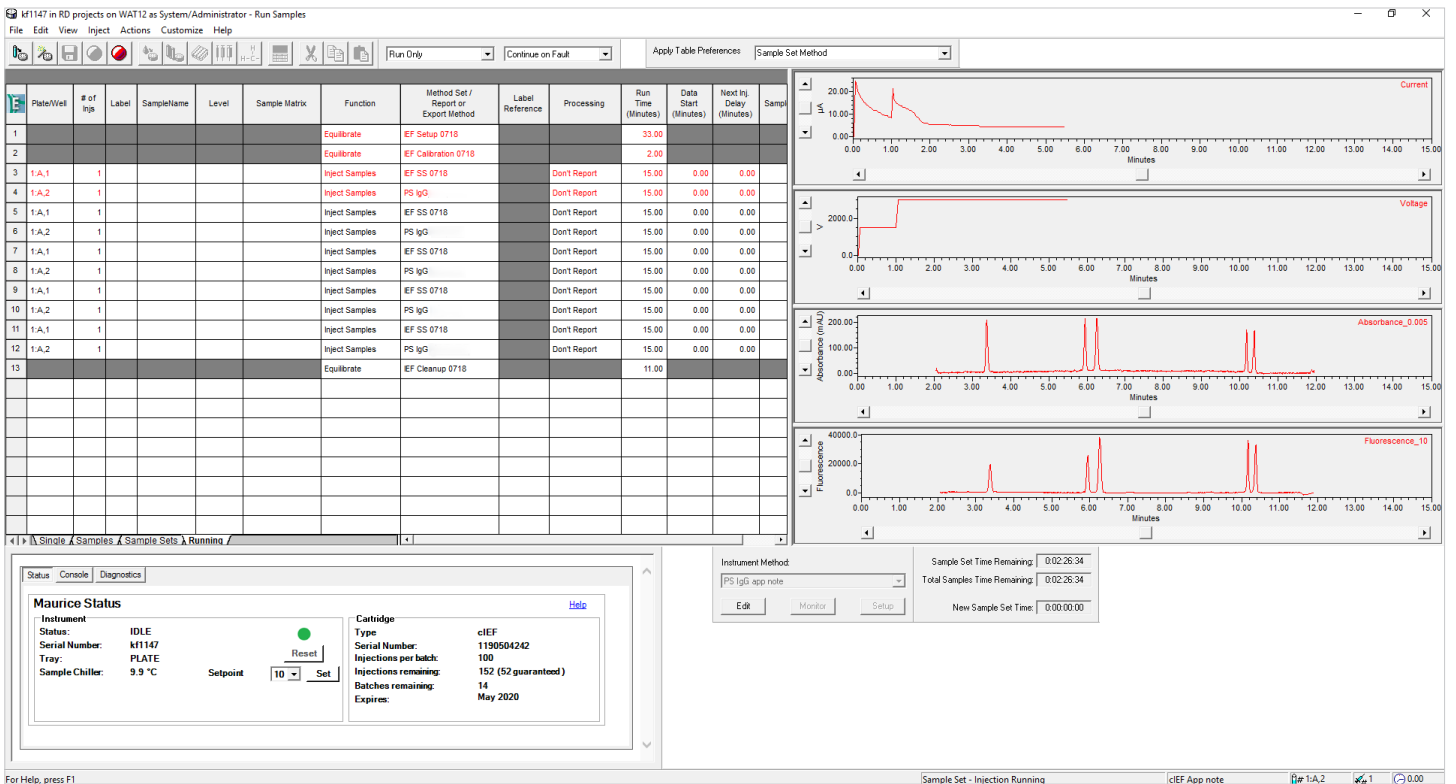 kf1147 in RD projects on WAT12 as System/Administrator - Run Samples
File Edit View Inject Actions Customize Help
H-C- Run Only Continue on Fault Apply Table Preferences Sample Set Method
Plate/Well # of Injs Label SampleName Level Sample Matrix Function Method Set / Report or Export Method Label Reference Processing Run Time (Minutes) Data Start (Minutes) Next Inj. Delay (Minutes) Sampl
1 Equilibrate IEF Setup 0718 33.00
2 Equilibrate IEF Calibration 0718 2.00
3 1:A,1 1 Inject Samples IEF SS 0718 Don't Report 15.00 0.00 0.00
4 1:A,2 1 Inject Samples PS IgG Don't Report 15.00 0.00 0.00
5 1:A,1 1 Inject Samples IEF SS 0718 Don't Report 15.00 0.00 0.00
6 1:A,2 1 Inject Samples PS IgG Don't Report 15.00 0.00 0.00
7 1:A,1 1 Inject Samples IEF SS 0718 Don't Report 15.00 0.00 0.00
8 1:A,2 1 Inject Samples PS IgG Don't Report 15.00 0.00 0.00
9 1:A,1 1 Inject Samples IEF SS 0718 Don't Report 15.00 0.00 0.00
10 1:A,2 1 Inject Samples PS IgG Don't Report 15.00 0.00 0.00
11 1:A,1 1 Inject Samples IEF SS 0718 Don't Report 15.00 0.00 0.00
12 1:A,2 1 Inject Samples PS IgG Don't Report 15.00 0.00 0.00
13 Equilibrate IEF Cleanup 0718 11.00
Single Samples Sample Sets Running
Current
µA
20.00
10.00
0.00
0.00 1.00 2.00 3.00 4.00 5.00 6.00 7.00 8.00 9.00 10.00 11.00 12.00 13.00 14.00 15.00
Minutes
Voltage
V
2000.0
0.0
0.00 1.00 2.00 3.00 4.00 5.00 6.00 7.00 8.00 9.00 10.00 11.00 12.00 13.00 14.00 15.00
Minutes
Absorbance_0.005
Absorbance (mAU)
200.00
100.00
0.00
0.00 1.00 2.00 3.00 4.00 5.00 6.00 7.00 8.00 9.00 10.00 11.00 12.00 13.00 14.00 15.00
Minutes
Fluorescence_10
Fluorescence
40000.0
20000.0
0.0
0.00 1.00 2.00 3.00 4.00 5.00 6.00 7.00 8.00 9.00 10.00 11.00 12.00 13.00 14.00 15.00
Minutes
Status Console Diagnostics
Maurice Status Help
Instrument
Status: IDLE
Serial Number: kf1147
Tray: PLATE
Sample Chiller: 9.9 °C Setpoint 10 Set
Reset
Cartridge
Type cIEF
Serial Number: 1190504242
Injections per batch: 100
Injections remaining: 152 (52 guaranteed)
Batches remaining: 14
Expires: May 2020
Instrument Method:
PS IgG app note
Edit Monitor Setup
Sample Set Time Remaining: 0:02:26:34
Total Samples Time Remaining: 0:02:26:34
New Sample Set Time: 0:00:00:00
For Help, press F1 Sample Set - Injection Running cIEF App note # 1:A,2 # 1 0.00